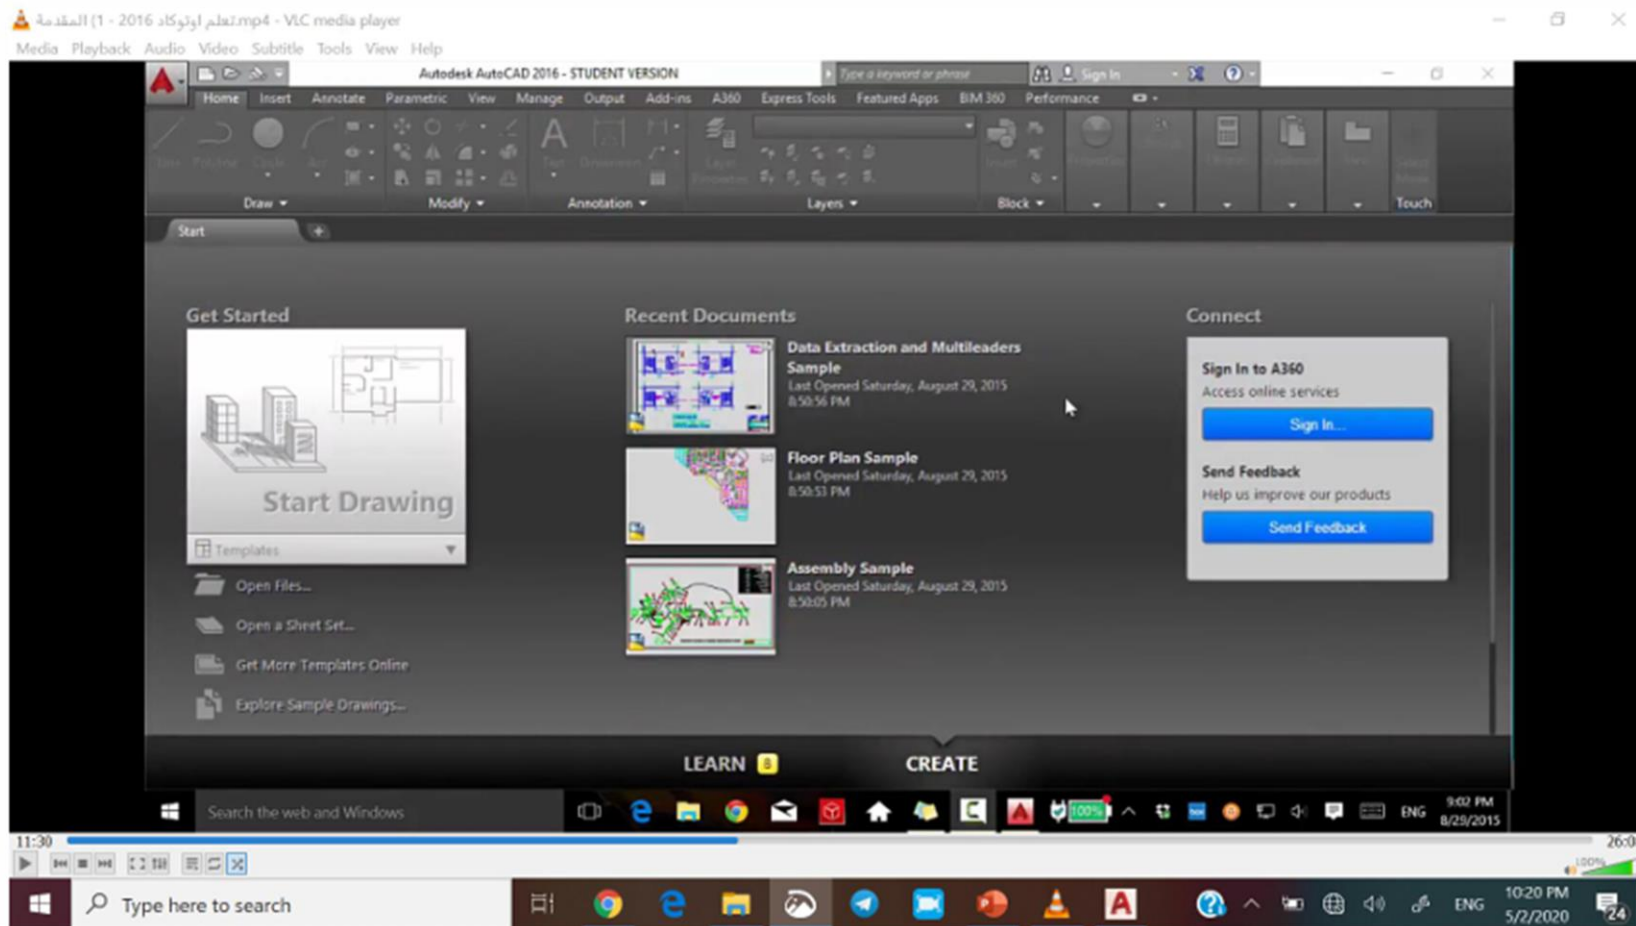 تعلم اوتوكاد 2016 - 1) المقدمة.mp4 - VLC media player
Media Playback Audio Video Subtitle Tools View Help
Autodesk AutoCAD 2016 - STUDENT VERSION
Type a keyword or phrase
Sign In
Home Insert Annotate Parametric View Manage Output Add-ins A360 Express Tools Featured Apps BIM 360 Performance
Draw Modify Annotation Layers Block Touch
Start
Get Started
Start Drawing
Templates
Open Files...
Open a Sheet Set...
Get More Templates Online
Explore Sample Drawings...
Recent Documents
Data Extraction and Multileaders
Sample
Last Opened Saturday, August 29, 2015
8:50:56 PM
Floor Plan Sample
Last Opened Saturday, August 29, 2015
8:50:53 PM
Assembly Sample
Last Opened Saturday, August 29, 2015
8:50:05 PM
Connect
Sign In to A360
Access online services
Sign In...
Send Feedback
Help us improve our products
Send Feedback
LEARN 8 CREATE
Search the web and Windows
100%
ENG
9:02 PM
8/29/2015
11:30
100%
Type here to search
ENG
10:20 PM
5/2/2020
24